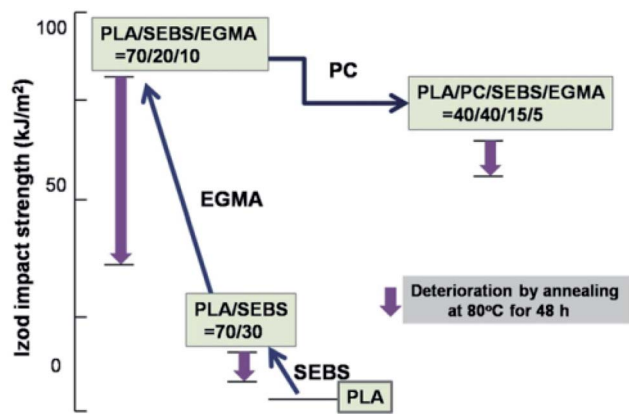 100
PLA/SEBS/EGMA
=70/20/10
PC
PLA/PC/SEBS/EGMA
=40/40/15/5
Izod impact strength (kJ/m²)
50
EGMA
PLA/SEBS
=70/30
Deterioration by annealing
at 80ºC for 48 h
0
SEBS
PLA